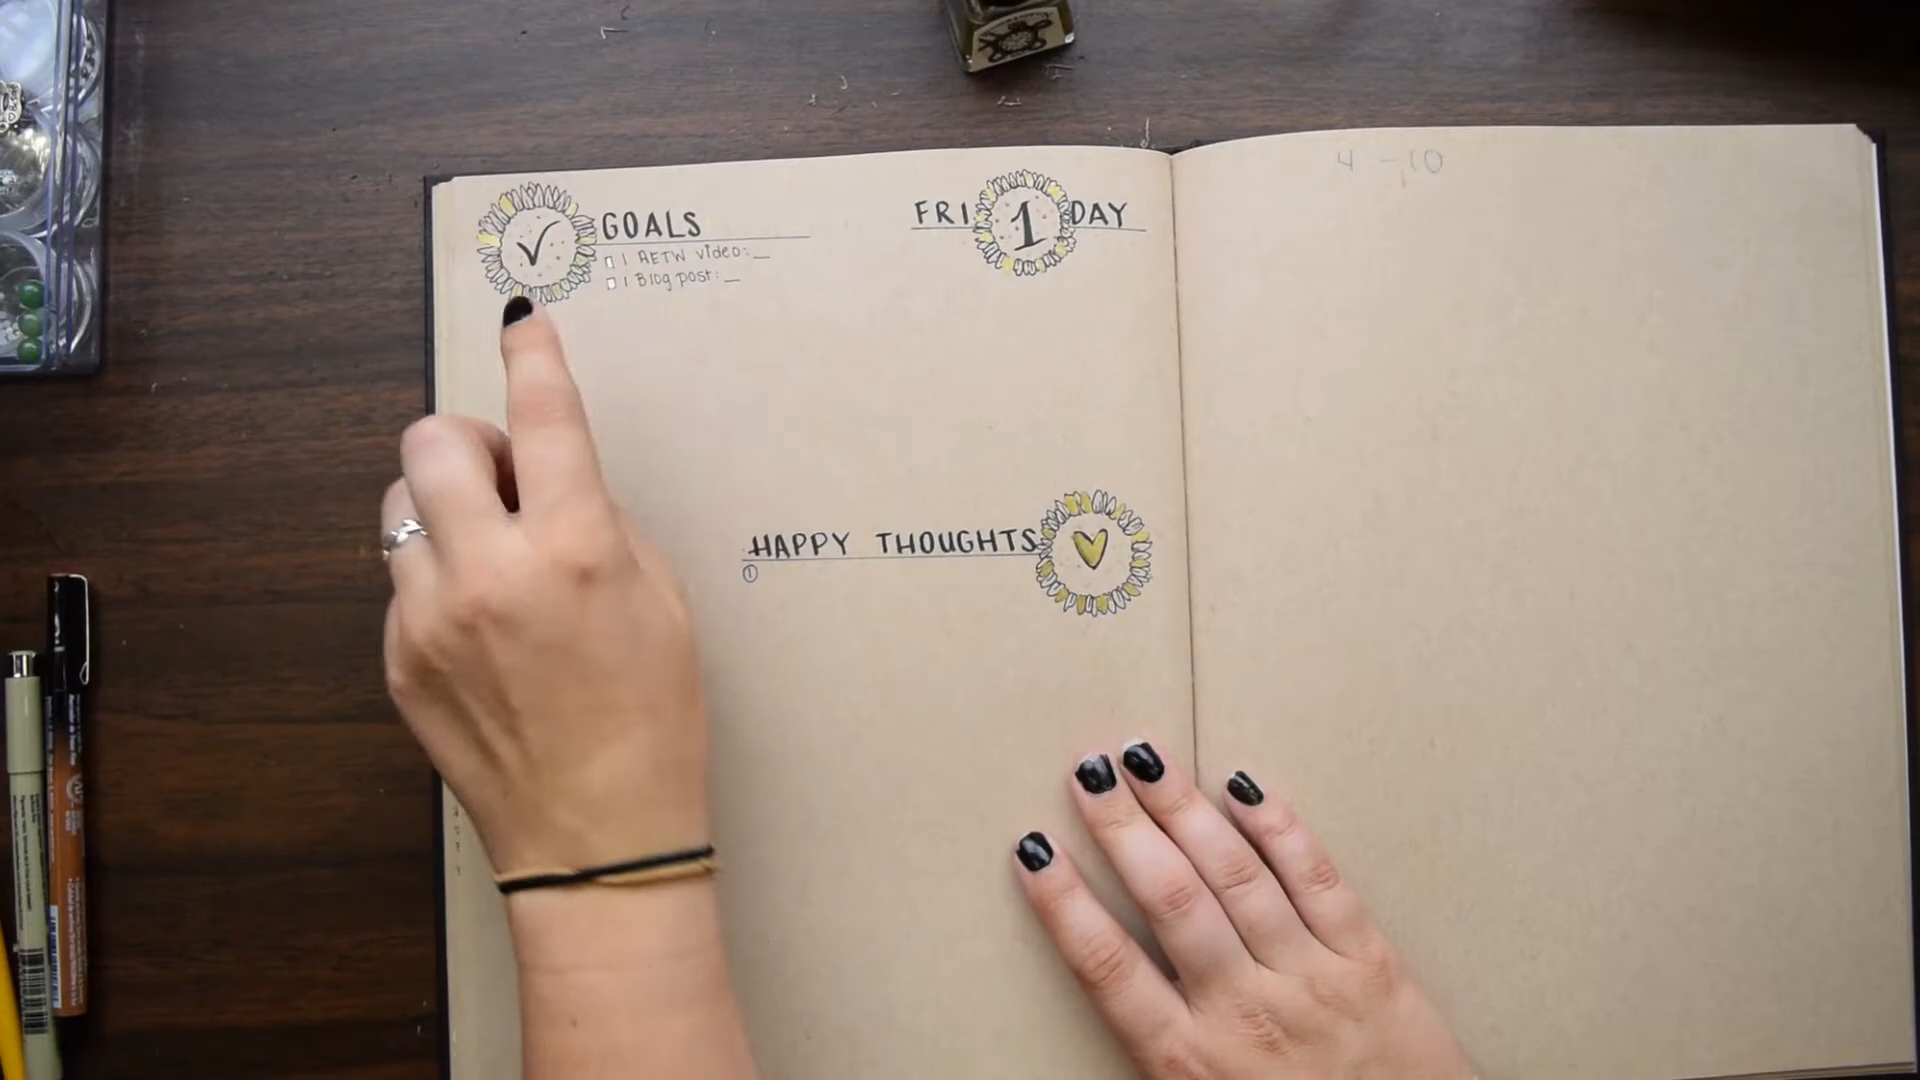 GOALS
1 AETW video: _
1 Blog post: _
FRI 1 DAY
HAPPY THOUGHTS
①
4 - 10